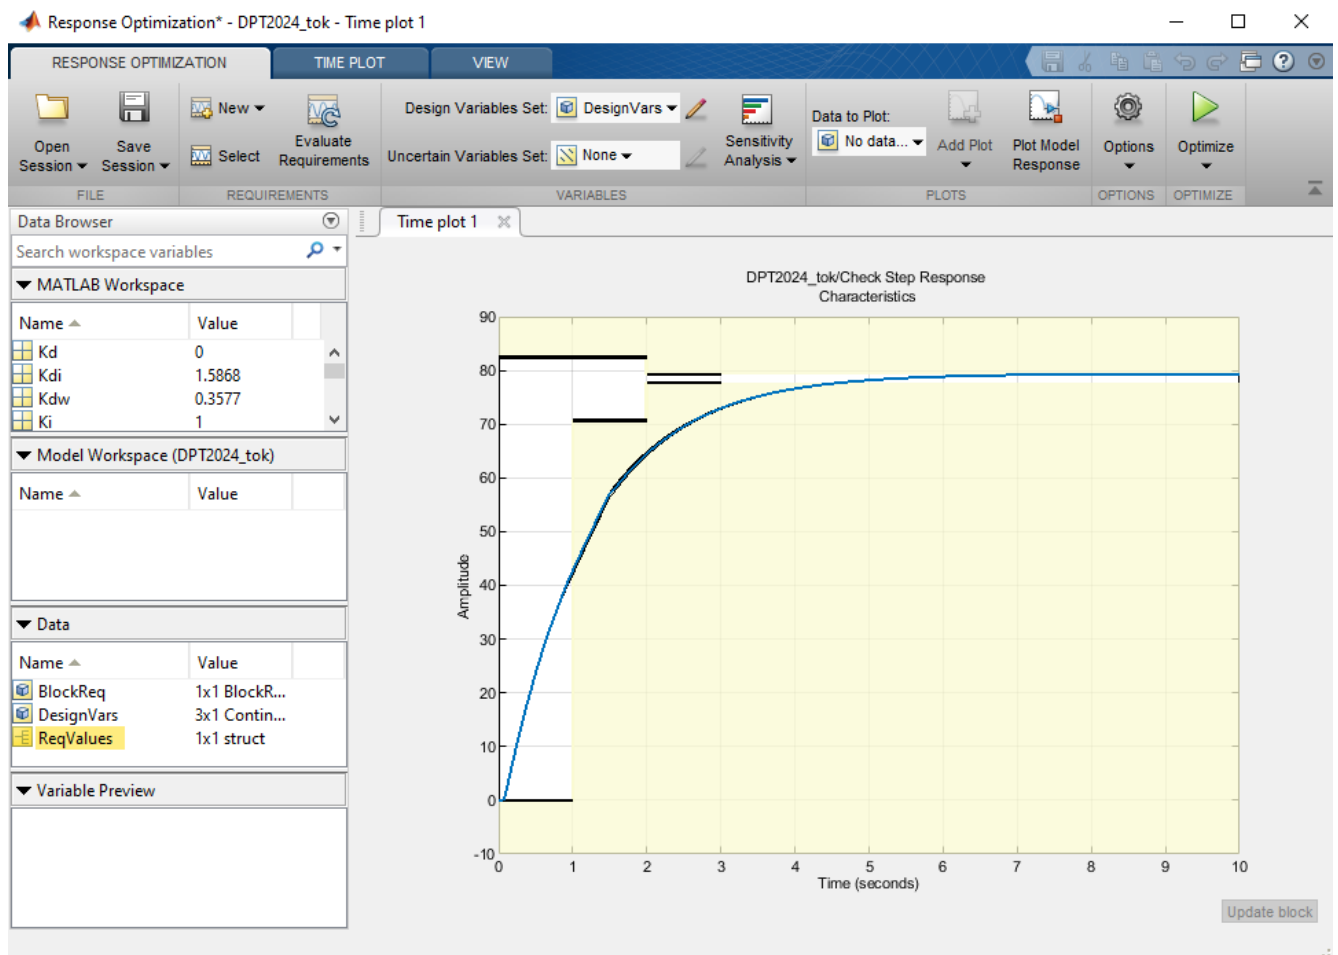 Response Optimization* - DPT2024_tok - Time plot 1
RESPONSE OPTIMIZATION
TIME PLOT
VIEW
Open Session
Save Session
New
Select
Evaluate Requirements
Design Variables Set:
DesignVars
Uncertain Variables Set:
None
Sensitivity Analysis
Data to Plot:
No data...
Add Plot
Plot Model Response
Options
Optimize
FILE
REQUIREMENTS
VARIABLES
PLOTS
OPTIONS
OPTIMIZE
Data Browser
Search workspace variables
MATLAB Workspace
Name Value
Kd 0
Kdi 1.5868
Kdw 0.3577
Ki 1
Model Workspace (DPT2024_tok)
Name Value
Data
Name Value
BlockReq 1x1 BlockR...
DesignVars 3x1 Contin...
ReqValues 1x1 struct
Variable Preview
Time plot 1
DPT2024_tok/Check Step Response
Characteristics
90
80
70
60
50
40
30
20
10
0
-10
Amplitude
0 1 2 3 4 5 6 7 8 9 10
Time (seconds)
Update block